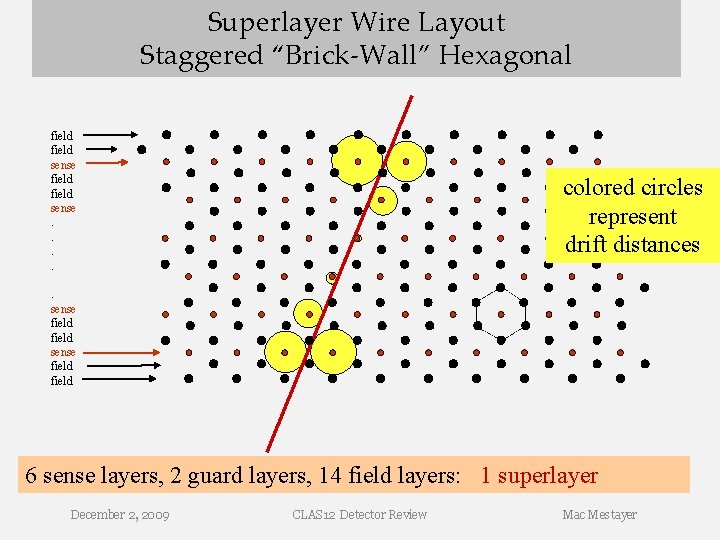 Superlayer Wire Layout
Staggered “Brick-Wall” Hexagonal
field
field
sense
field
field
sense
.
.
.
.
.
sense
field
field
sense
field
field
colored circles
represent
drift distances
6 sense layers, 2 guard layers, 14 field layers: 1 superlayer
December 2, 2009 CLAS12 Detector Review Mac Mestayer